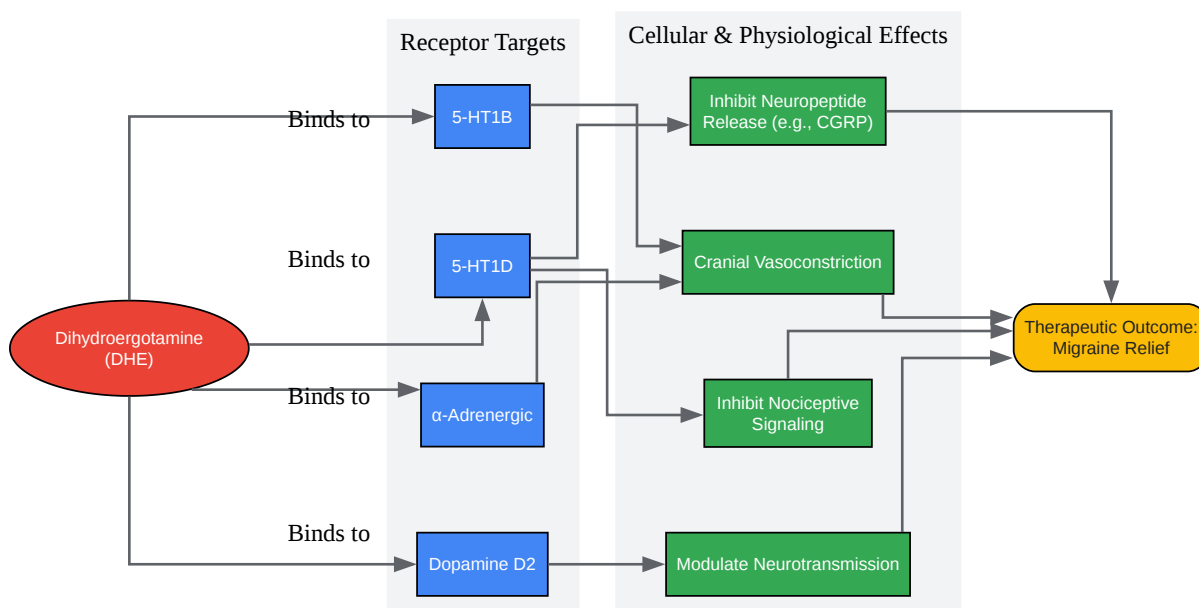 Receptor Targets
Cellular & Physiological Effects
Binds to
5-HT1B
Inhibit Neuropeptide
Release (e.g., CGRP)
Binds to
5-HT1D
Cranial Vasoconstriction
Dihydroergotamine
(DHE)
Therapeutic Outcome:
Migraine Relief
Binds to
α-Adrenergic
Inhibit Nociceptive
Signaling
Binds to
Dopamine D2
Modulate Neurotransmission